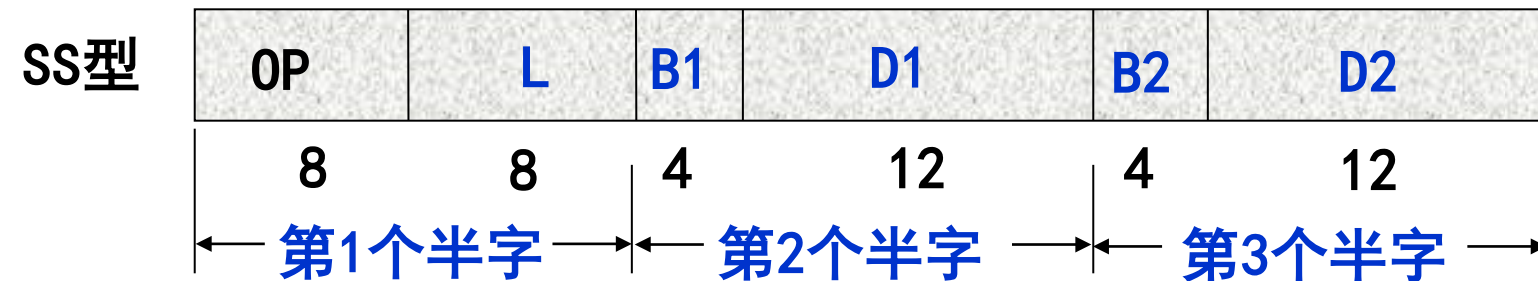 SS型 OP L B1 D1 B2 D2
8 8 4 12 4 12
第1个半字 第2个半字 第3个半字